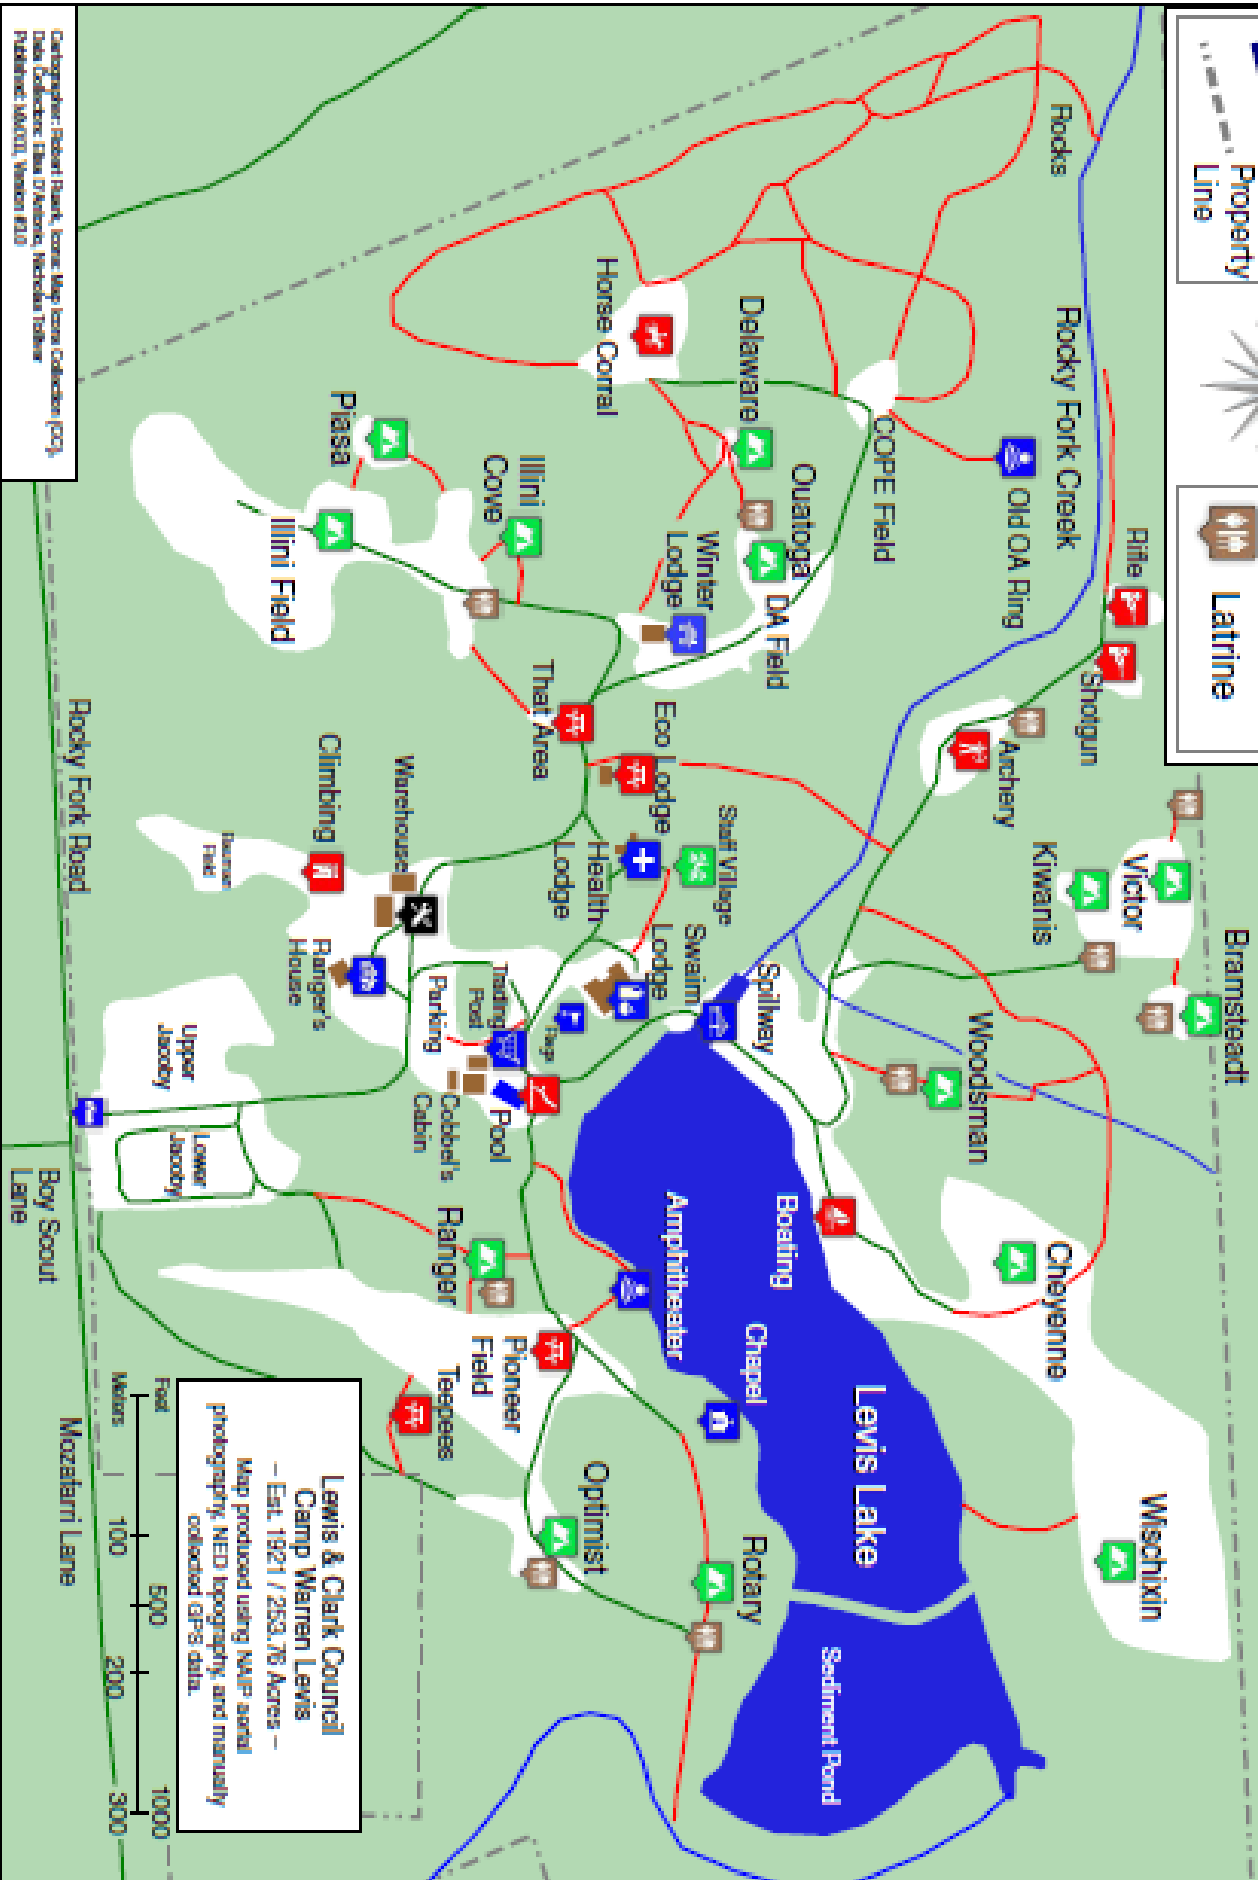 Property
Line
Latrine
Rocks
Rocky Fork Creek
Rifle
Shotgun
Old OA Ring
Archery
COPE Field
Delaware
Horse Corral
Ouatoga
OA Field
Winter
Lodge
Piasa
Illini
Cove
Illini Field
That Area
Eco Lodge
Health
Lodge
Staff Village
Swaim
Lodge
Spillway
Victor
Kiwanis
Bramsteadt
Woodsman
Cheyenne
Wischixin
Climbing
Warehouse
Field
Ranger's
House
Parking
Trading
Post
Flags
Pool
Gobbel's
Cabin
Upper
Jacoby
Lower
Jacoby
Ranger
Pioneer
Field
Teepees
Amphitheater
Boating
Chapel
Levis Lake
Sediment Pond
Optimist
Rotary
Rocky Fork Road
Boy Scout
Lane
Mozafarri Lane
Feet
Meters
100
500
200
1000
300
Lewis & Clark Council
Camp Warren Levis
– Est. 1921 / 253.76 Acres –
Map produced using NAIP aerial
photography, NED topography, and manually
collected GPS data.